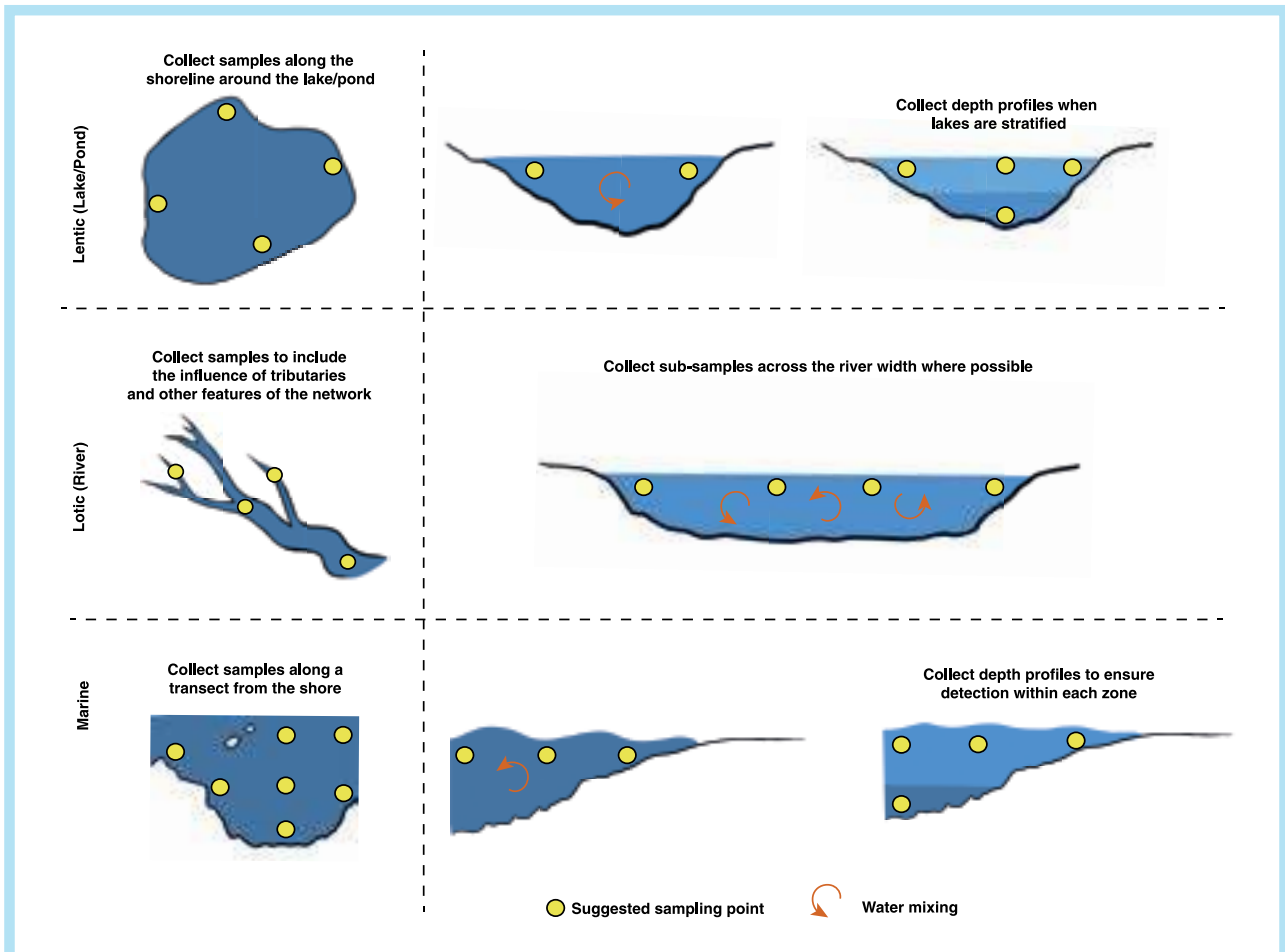 Collect samples along the
shoreline around the lake/pond
Collect depth profiles when
lakes are stratified
Lentic (Lake/Pond)
Collect samples to include
the influence of tributaries
and other features of the network
Collect sub-samples across the river width where possible
Lotic (River)
Collect samples along a
transect from the shore
Collect depth profiles to ensure
detection within each zone
Marine
Suggested sampling point
Water mixing